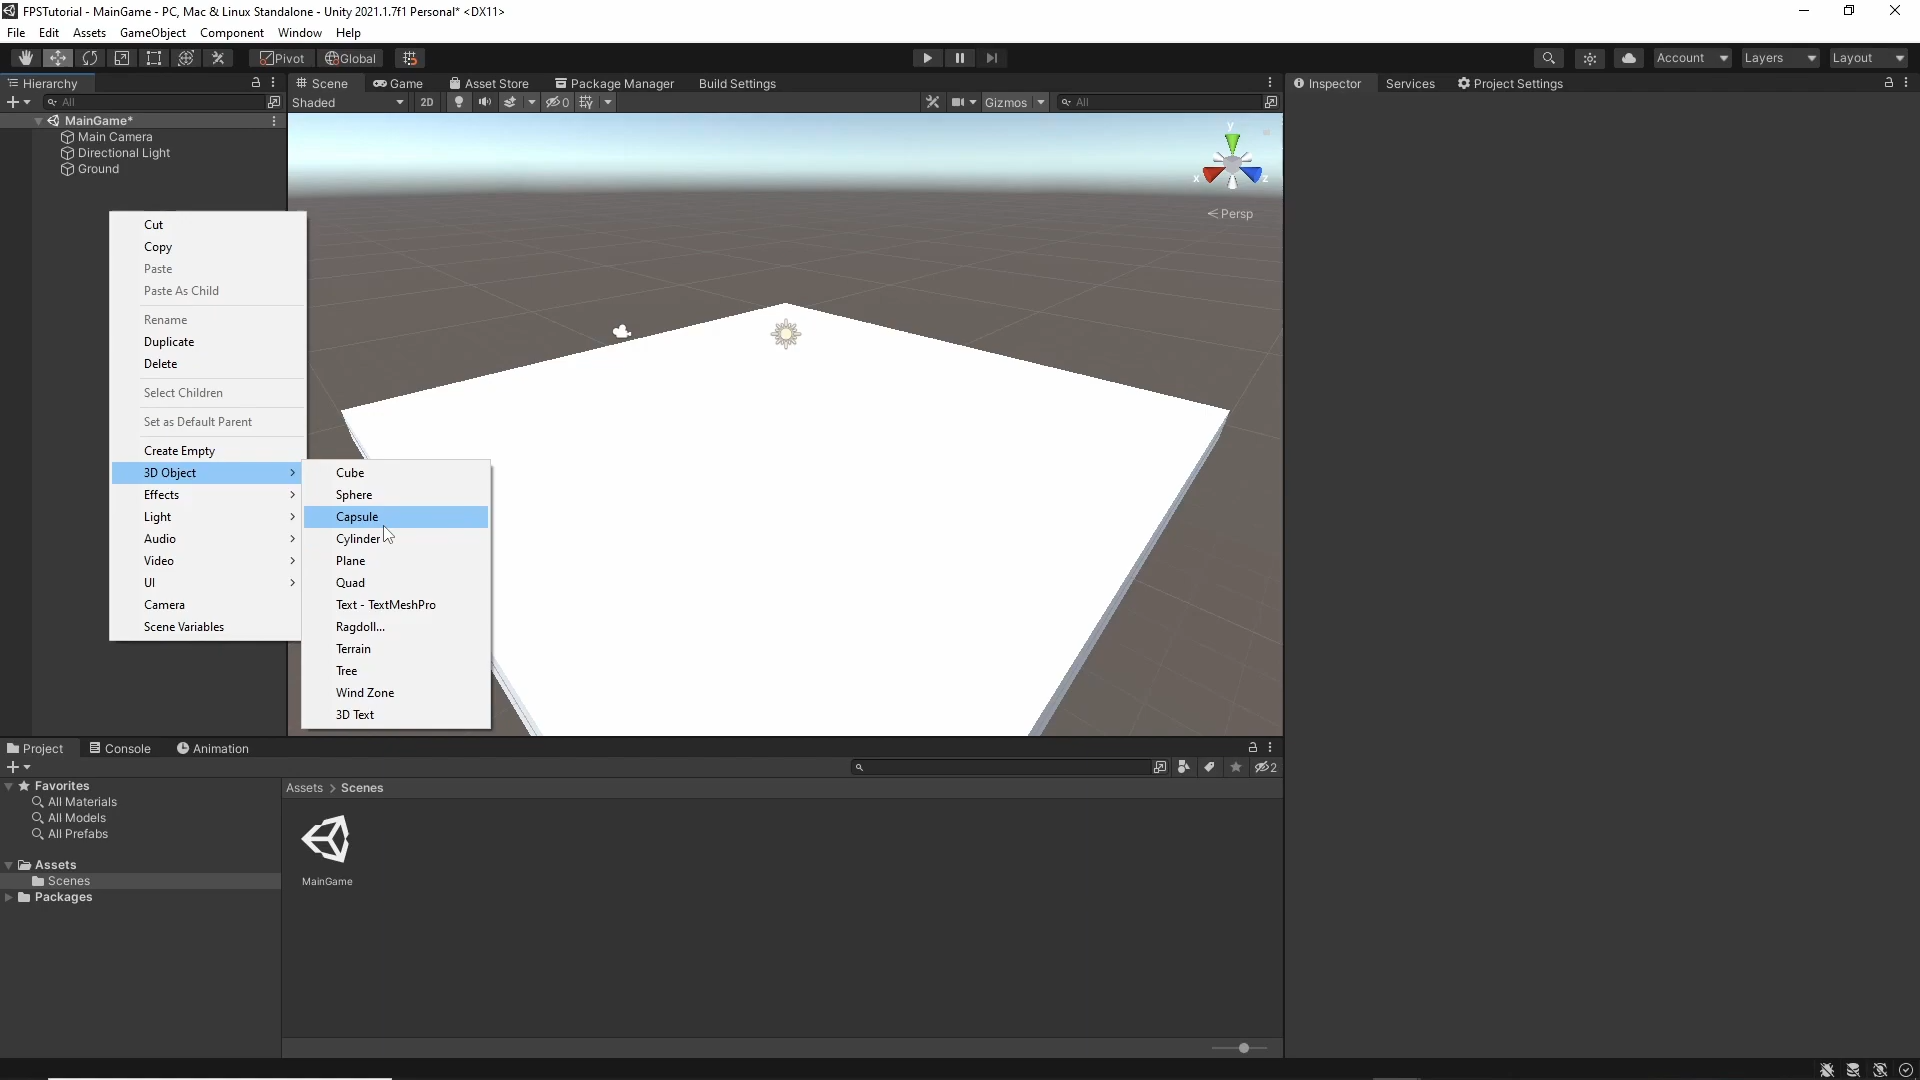 FPSTutorial - MainGame - PC, Mac & Linux Standalone - Unity 2021.1.7f1 Personal* <DX11>
File Edit Assets GameObject Component Window Help
Pivot Global Account Layers Layout
Hierarchy Scene Game Asset Store Package Manager Build Settings Inspector Services Project Settings
All Shaded 2D 0 Gizmos All
MainGame*
Main Camera
Directional Light
Ground
y
x
z
Persp
Cut
Copy
Paste
Paste As Child
Rename
Duplicate
Delete
Select Children
Set as Default Parent
Create Empty
3D Object
Effects
Light
Audio
Video
UI
Camera
Scene Variables
Cube
Sphere
Capsule
Cylinder
Plane
Quad
Text - TextMeshPro
Ragdoll...
Terrain
Tree
Wind Zone
3D Text
Project Console Animation
2
Favorites
All Materials
All Models
All Prefabs
Assets
Scenes
Packages
Assets > Scenes
MainGame